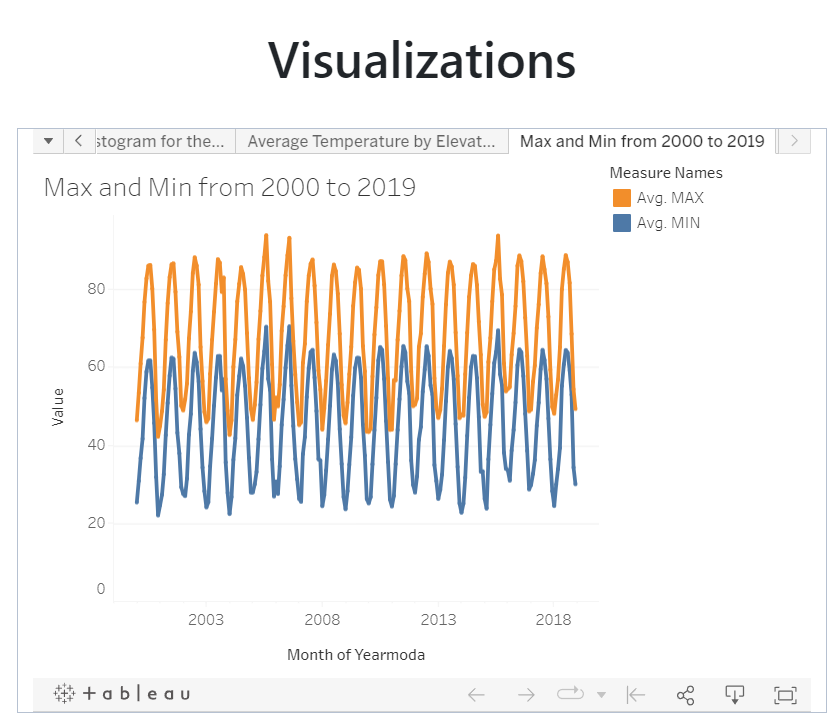 Visualizations
stogram for the... Average Temperature by Elevat... Max and Min from 2000 to 2019
Max and Min from 2000 to 2019
Measure Names
Avg. MAX
Avg. MIN
80
60
40
20
0
Value
2003 2008 2013 2018
Month of Yearmoda
+ a b l e a u